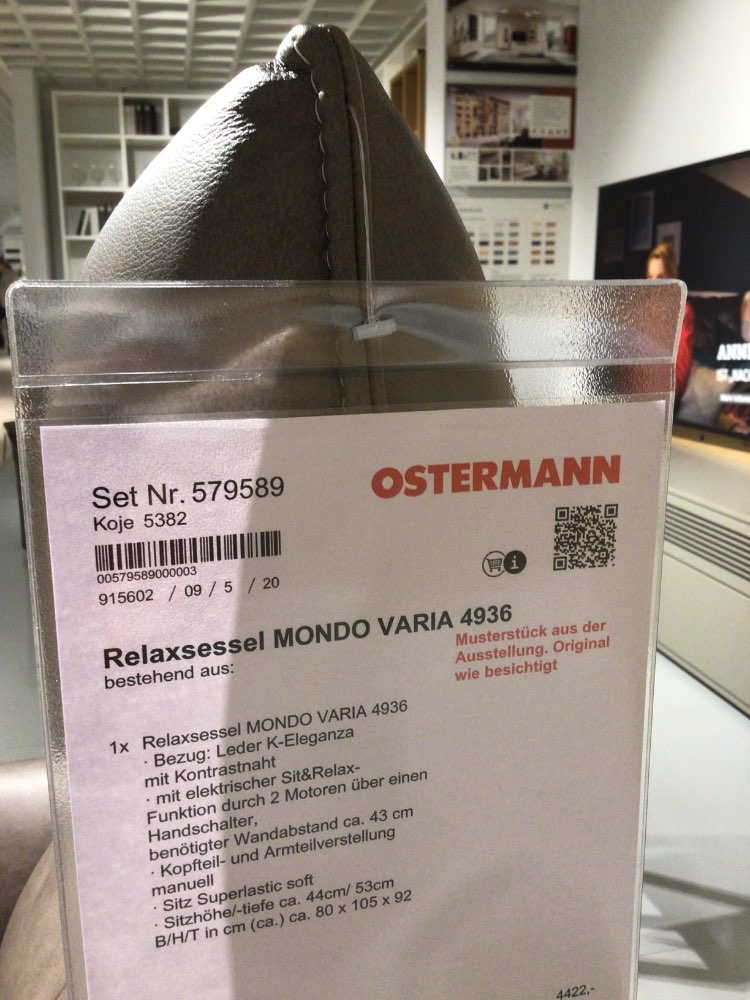 Set Nr. 579589
OSTERMANN
Koje 5382
00579589000003
915602 / 09 / 5 / 20
i
Relaxsessel MONDO VARIA 4936
bestehend aus:
Musterstück aus der
Ausstellung. Original
wie besichtigt
1x Relaxsessel MONDO VARIA 4936
· Bezug: Leder K-Eleganza
mit Kontrastnaht
· mit elektrischer Sit&Relax-
Funktion durch 2 Motoren über einen
Handschalter,
benötigter Wandabstand ca. 43 cm
· Kopfteil- und Armteilverstellung
manuell
· Sitz Superlastic soft
· Sitzhöhe/-tiefe ca. 44cm/ 53cm
B/H/T in cm (ca.) ca. 80 x 105 x 92
4422,-